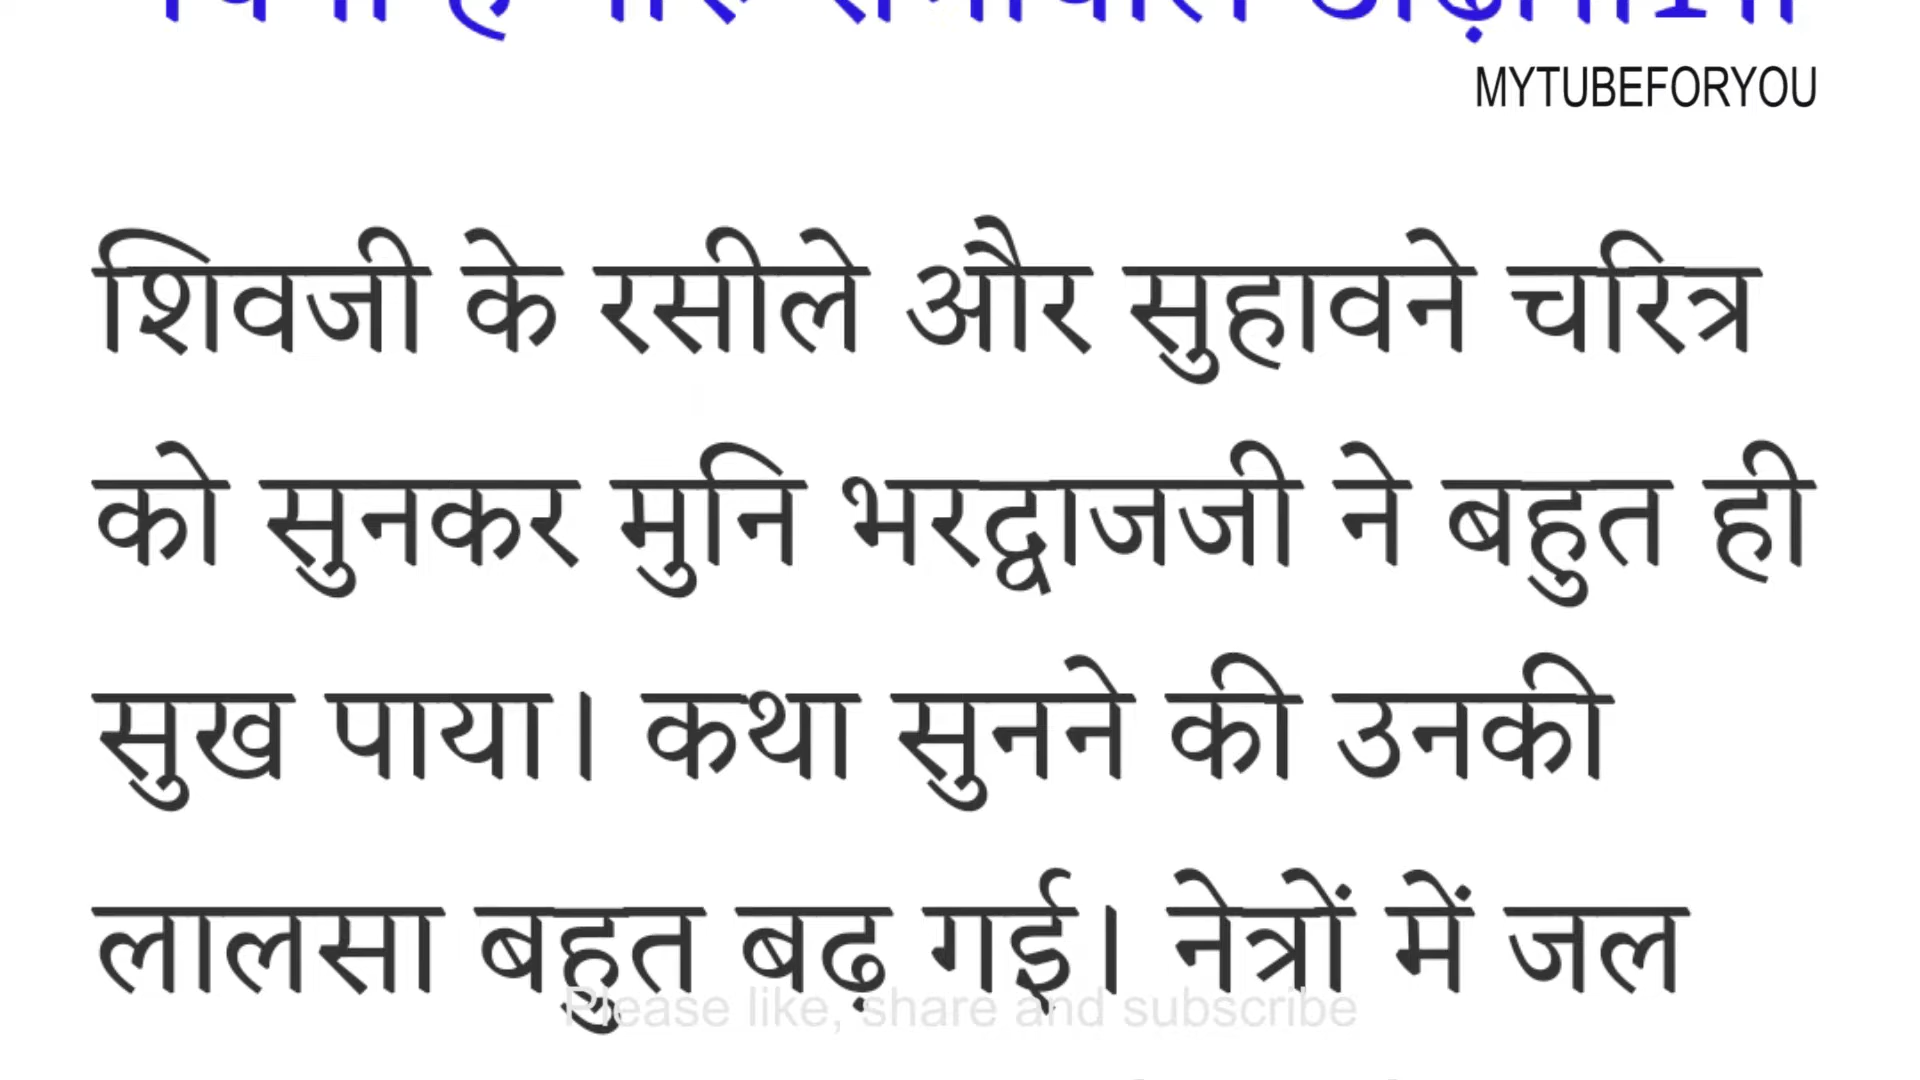 MYTUBEFORYOU
शिवजी के रसीले और सुहावने चरित्र
को सुनकर मुनि भरद्वाजजी ने बहुत ही
सुख पाया। कथा सुनने की उनकी
लालसा बहुत बढ़ गई। नेत्रों में जल
Please like, share and subscribe